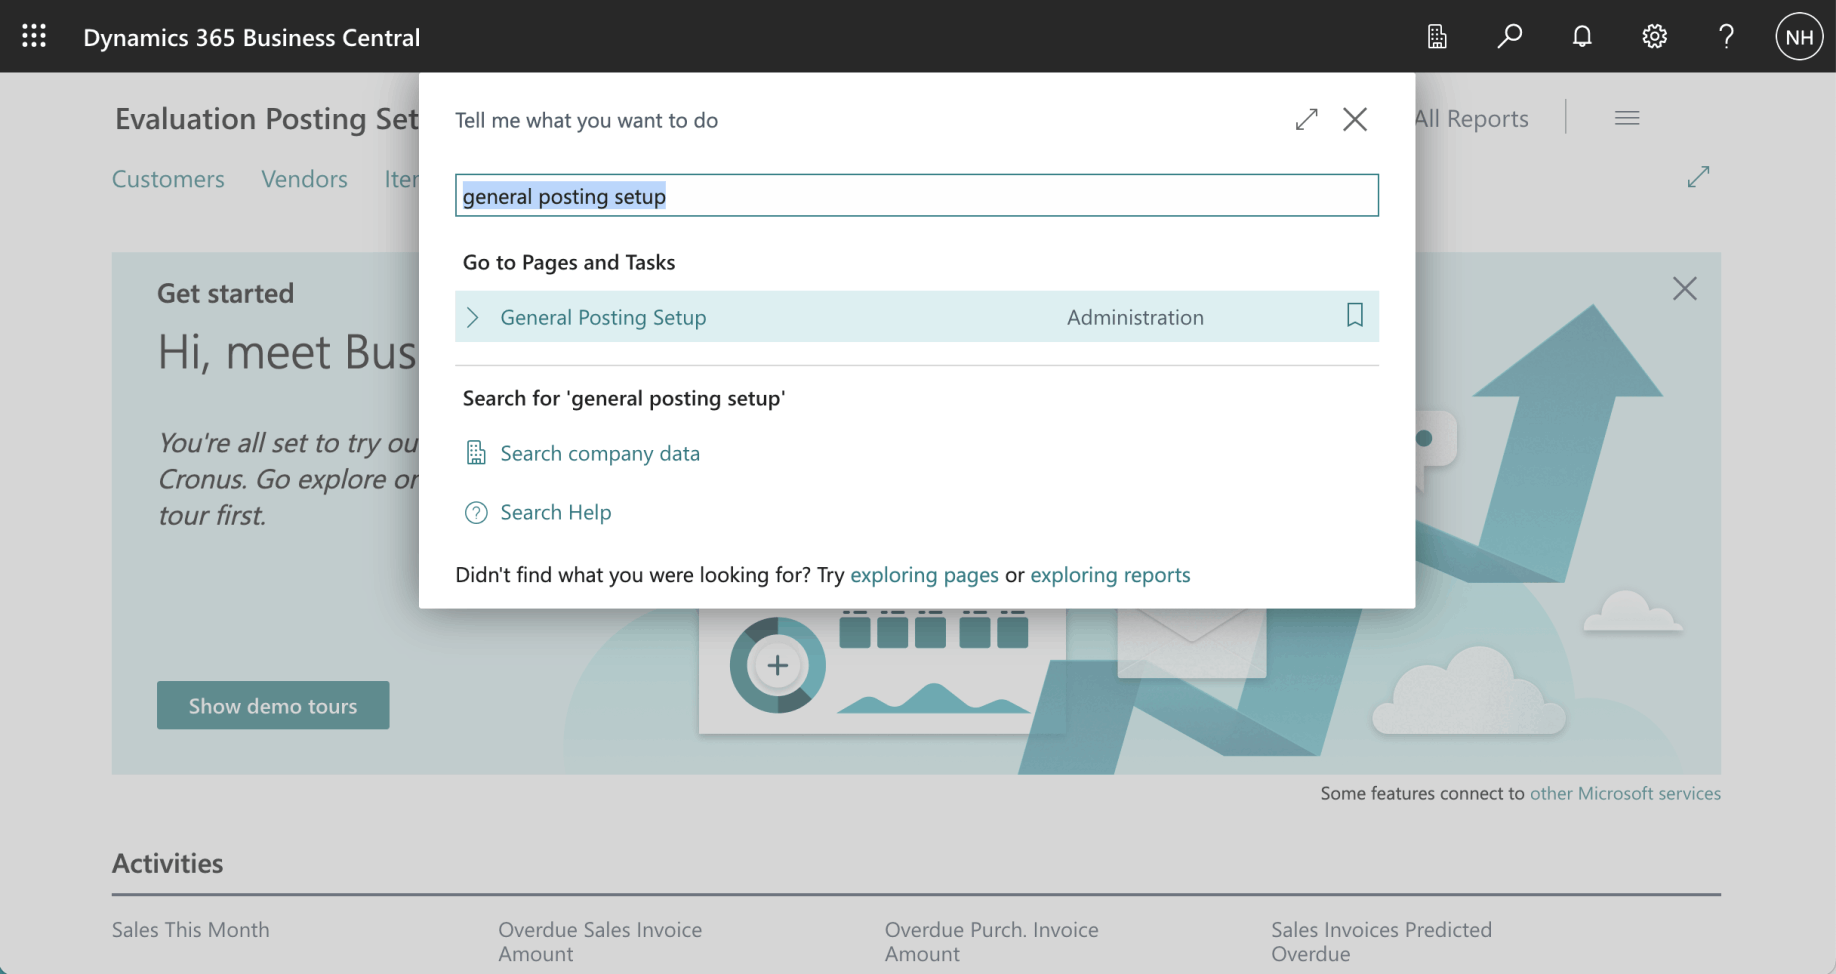 Dynamics 365 Business Central
NH
Evaluation Posting Set
All Reports
Customers Vendors Iter
Tell me what you want to do
general posting setup
Go to Pages and Tasks
General Posting Setup Administration
Search for 'general posting setup'
Search company data
Search Help
Didn't find what you were looking for? Try exploring pages or exploring reports
Get started
Hi, meet Bus
You're all set to try ou
Cronus. Go explore or
tour first.
Show demo tours
Some features connect to other Microsoft services
Activities
Sales This Month
Overdue Sales Invoice
Amount
Overdue Purch. Invoice
Amount
Sales Invoices Predicted
Overdue